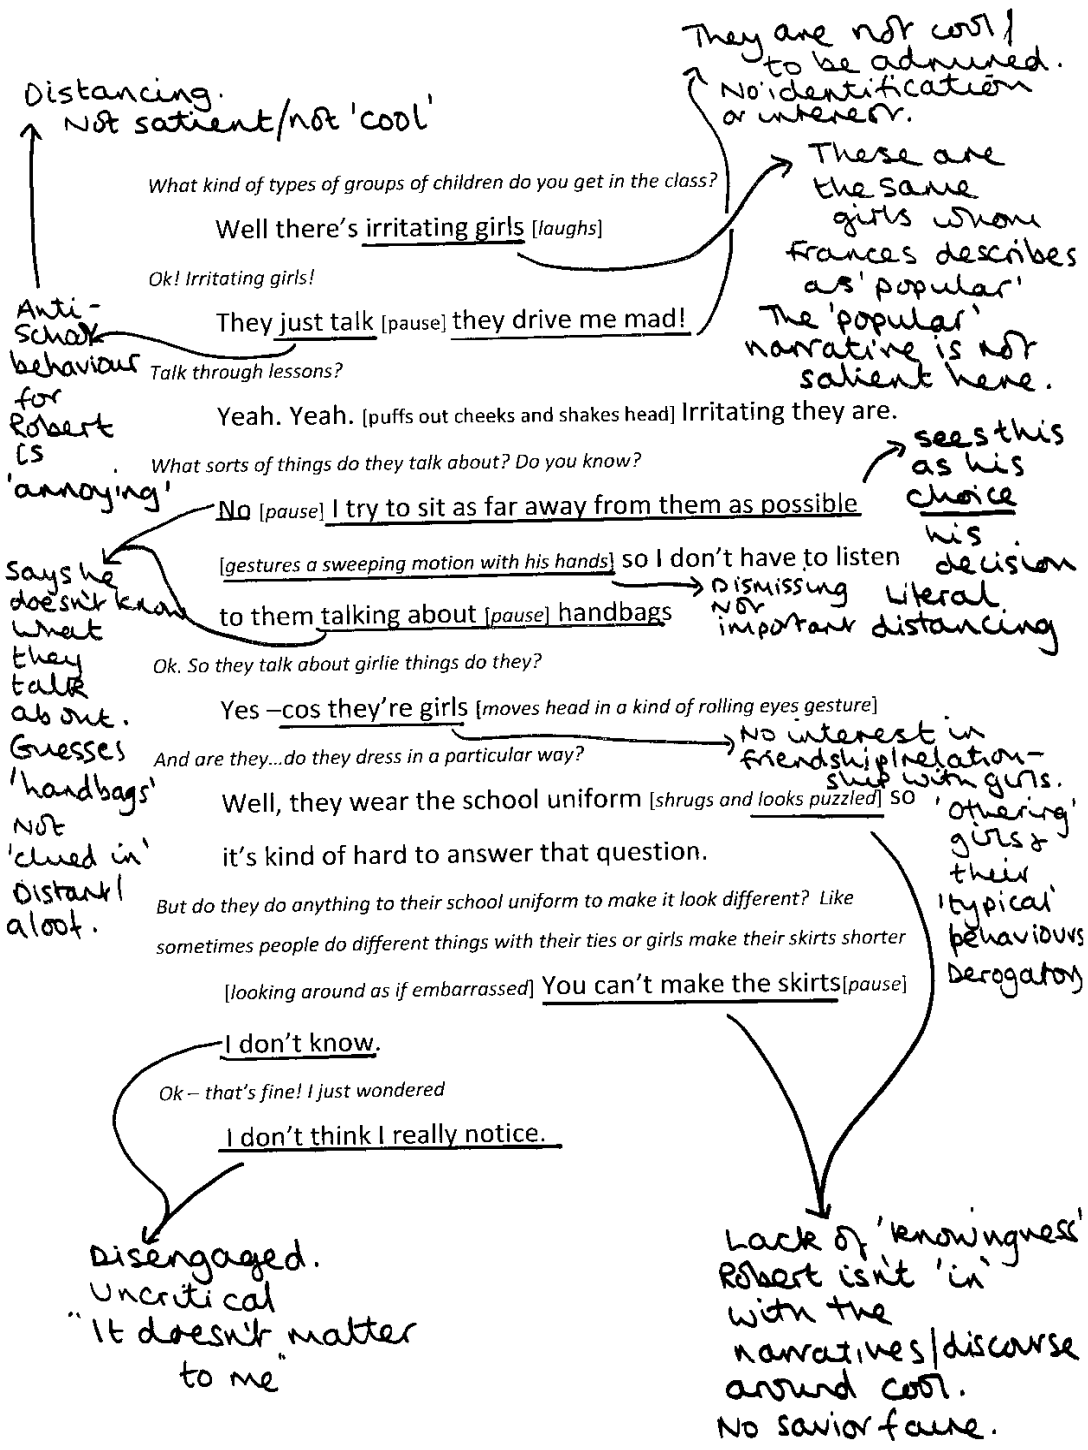 They are not cool/
to be admired.
No identification
or interest.
Distancing.
Not satient/not 'cool'
These are
the same
girls whom
Frances describes
as 'popular'
The 'popular'
narrative is not
salient here.
What kind of types of groups of children do you get in the class?
Well there's irritating girls [laughs]
Ok! Irritating girls!
They just talk [pause] they drive me mad!
Anti-
school
behaviour
for
Robert
is
'annoying'
Talk through lessons?
Yeah. Yeah. [puffs out cheeks and shakes head] Irritating they are.
What sorts of things do they talk about? Do you know?
No [pause] I try to sit as far away from them as possible
[gestures a sweeping motion with his hands] so I don't have to listen
to them talking about [pause] handbags
sees this
as his
choice
his
decision
Literal
distancing
Dismissing
Not
important
Says he
doesn't know
what
they
talk
about.
Guesses
'handbags'
Not
'clued in'
Distant/
aloof.
Ok. So they talk about girlie things do they?
Yes –cos they're girls [moves head in a kind of rolling eyes gesture]
And are they...do they dress in a particular way?
No interest in
friendship/relation-
ship with girls.
'Othering'
girls &
their
'typical'
behaviours
Derogatory
Well, they wear the school uniform [shrugs and looks puzzled] so
it's kind of hard to answer that question.
But do they do anything to their school uniform to make it look different? Like
sometimes people do different things with their ties or girls make their skirts shorter
[looking around as if embarrassed] You can't make the skirts[pause]
I don't know.
Ok – that's fine! I just wondered
I don't think I really notice.
Disengaged.
Uncritical
"It doesn't matter
to me"
Lack of 'knowingness'
Robert isn't 'in'
with the
narratives/discourse
around cool.
No savior faire.